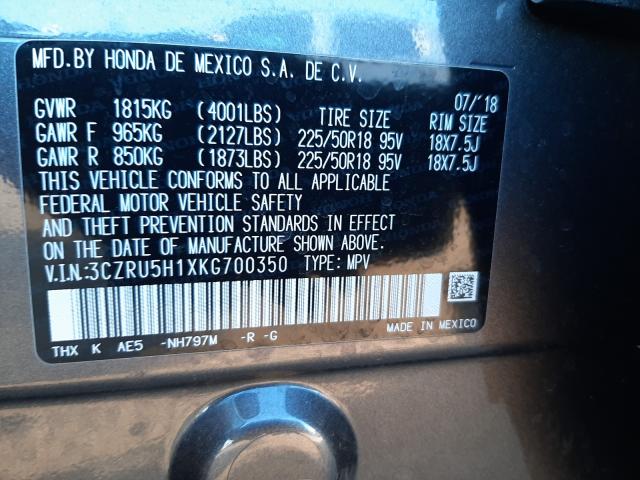 MFD.BY HONDA DE MEXICO S.A. DE C.V.
07/'18
GVWR 1815KG (4001LBS) TIRE SIZE RIM SIZE
GAWR F 965KG (2127LBS) 225/50R18 95V 18X7.5J
GAWR R 850KG (1873LBS) 225/50R18 95V 18X7.5J
THIS VEHICLE CONFORMS TO ALL APPLICABLE
FEDERAL MOTOR VEHICLE SAFETY
AND THEFT PREVENTION STANDARDS IN EFFECT
ON THE DATE OF MANUFACTURE SHOWN ABOVE.
V.I.N:3CZRU5H1XKG700350 TYPE: MPV
MADE IN MEXICO
THX K AE5 -NH797M -R -G